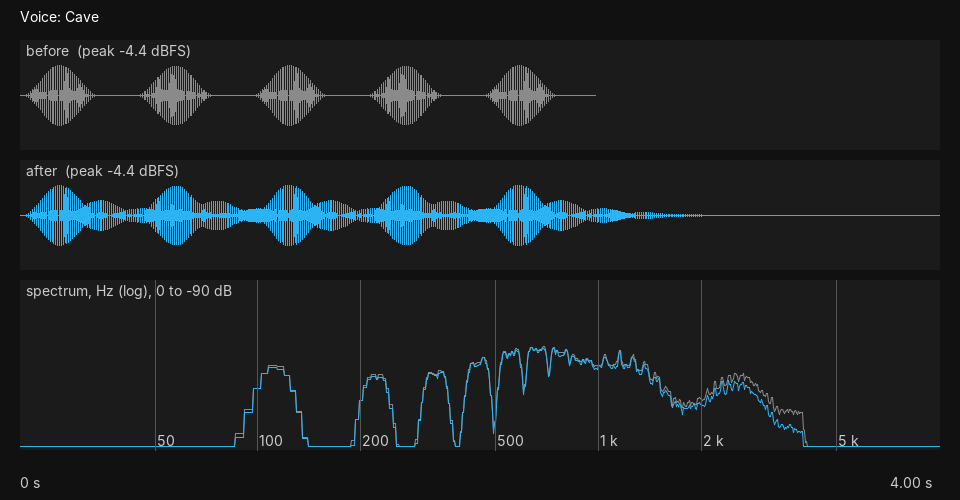 Voice: Cave
before  (peak -4.4 dBFS)
after  (peak -4.4 dBFS)
spectrum, Hz (log), 0 to -90 dB
50 100 200 500 1 k 2 k 5 k
0 s 4.00 s